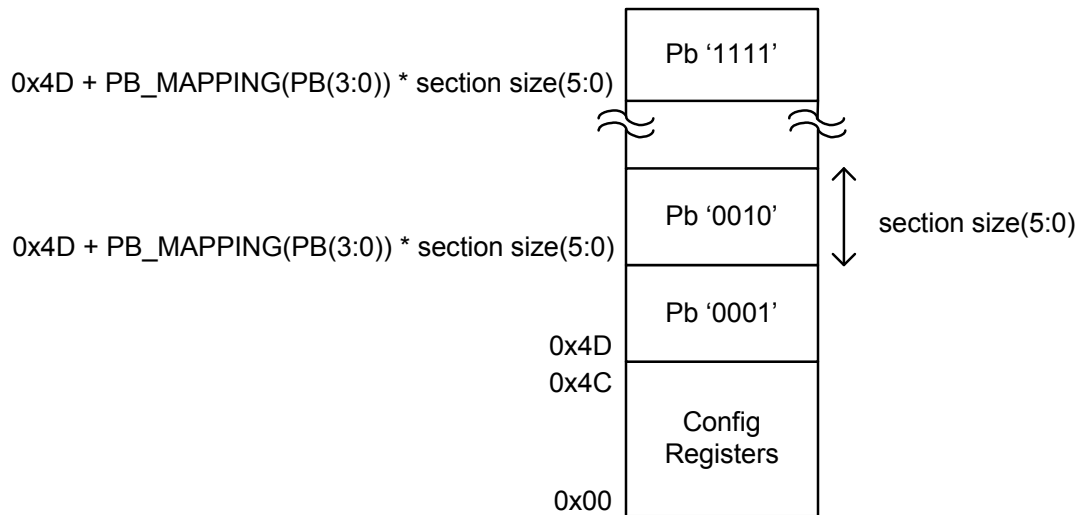 Pb ‘1111’
0x4D + PB_MAPPING(PB(3:0)) * section size(5:0)
Pb ‘0010’
section size(5:0)
0x4D + PB_MAPPING(PB(3:0)) * section size(5:0)
Pb ‘0001’
0x4D
0x4C
Config
Registers
0x00